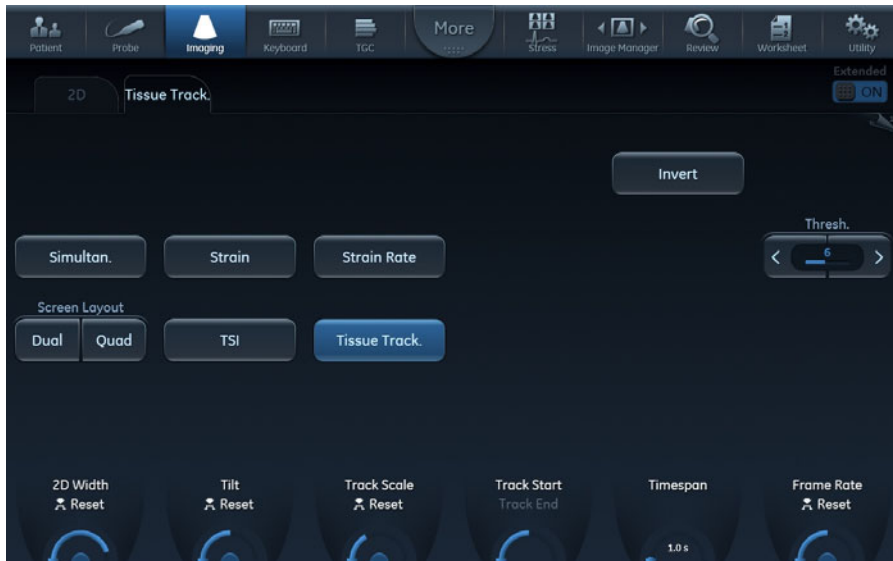 Patient
Probe
Imaging
Keyboard
TGC
More
Stress
Image Manager
Review
Worksheet
Utility
2D
Tissue Track.
Extended
ON
Invert
Thresh.
6
Simultan.
Strain
Strain Rate
Screen Layout
Dual
Quad
TSI
Tissue Track.
2D Width
Reset
Tilt
Reset
Track Scale
Reset
Track Start
Track End
Timespan
1.0 s
Frame Rate
Reset